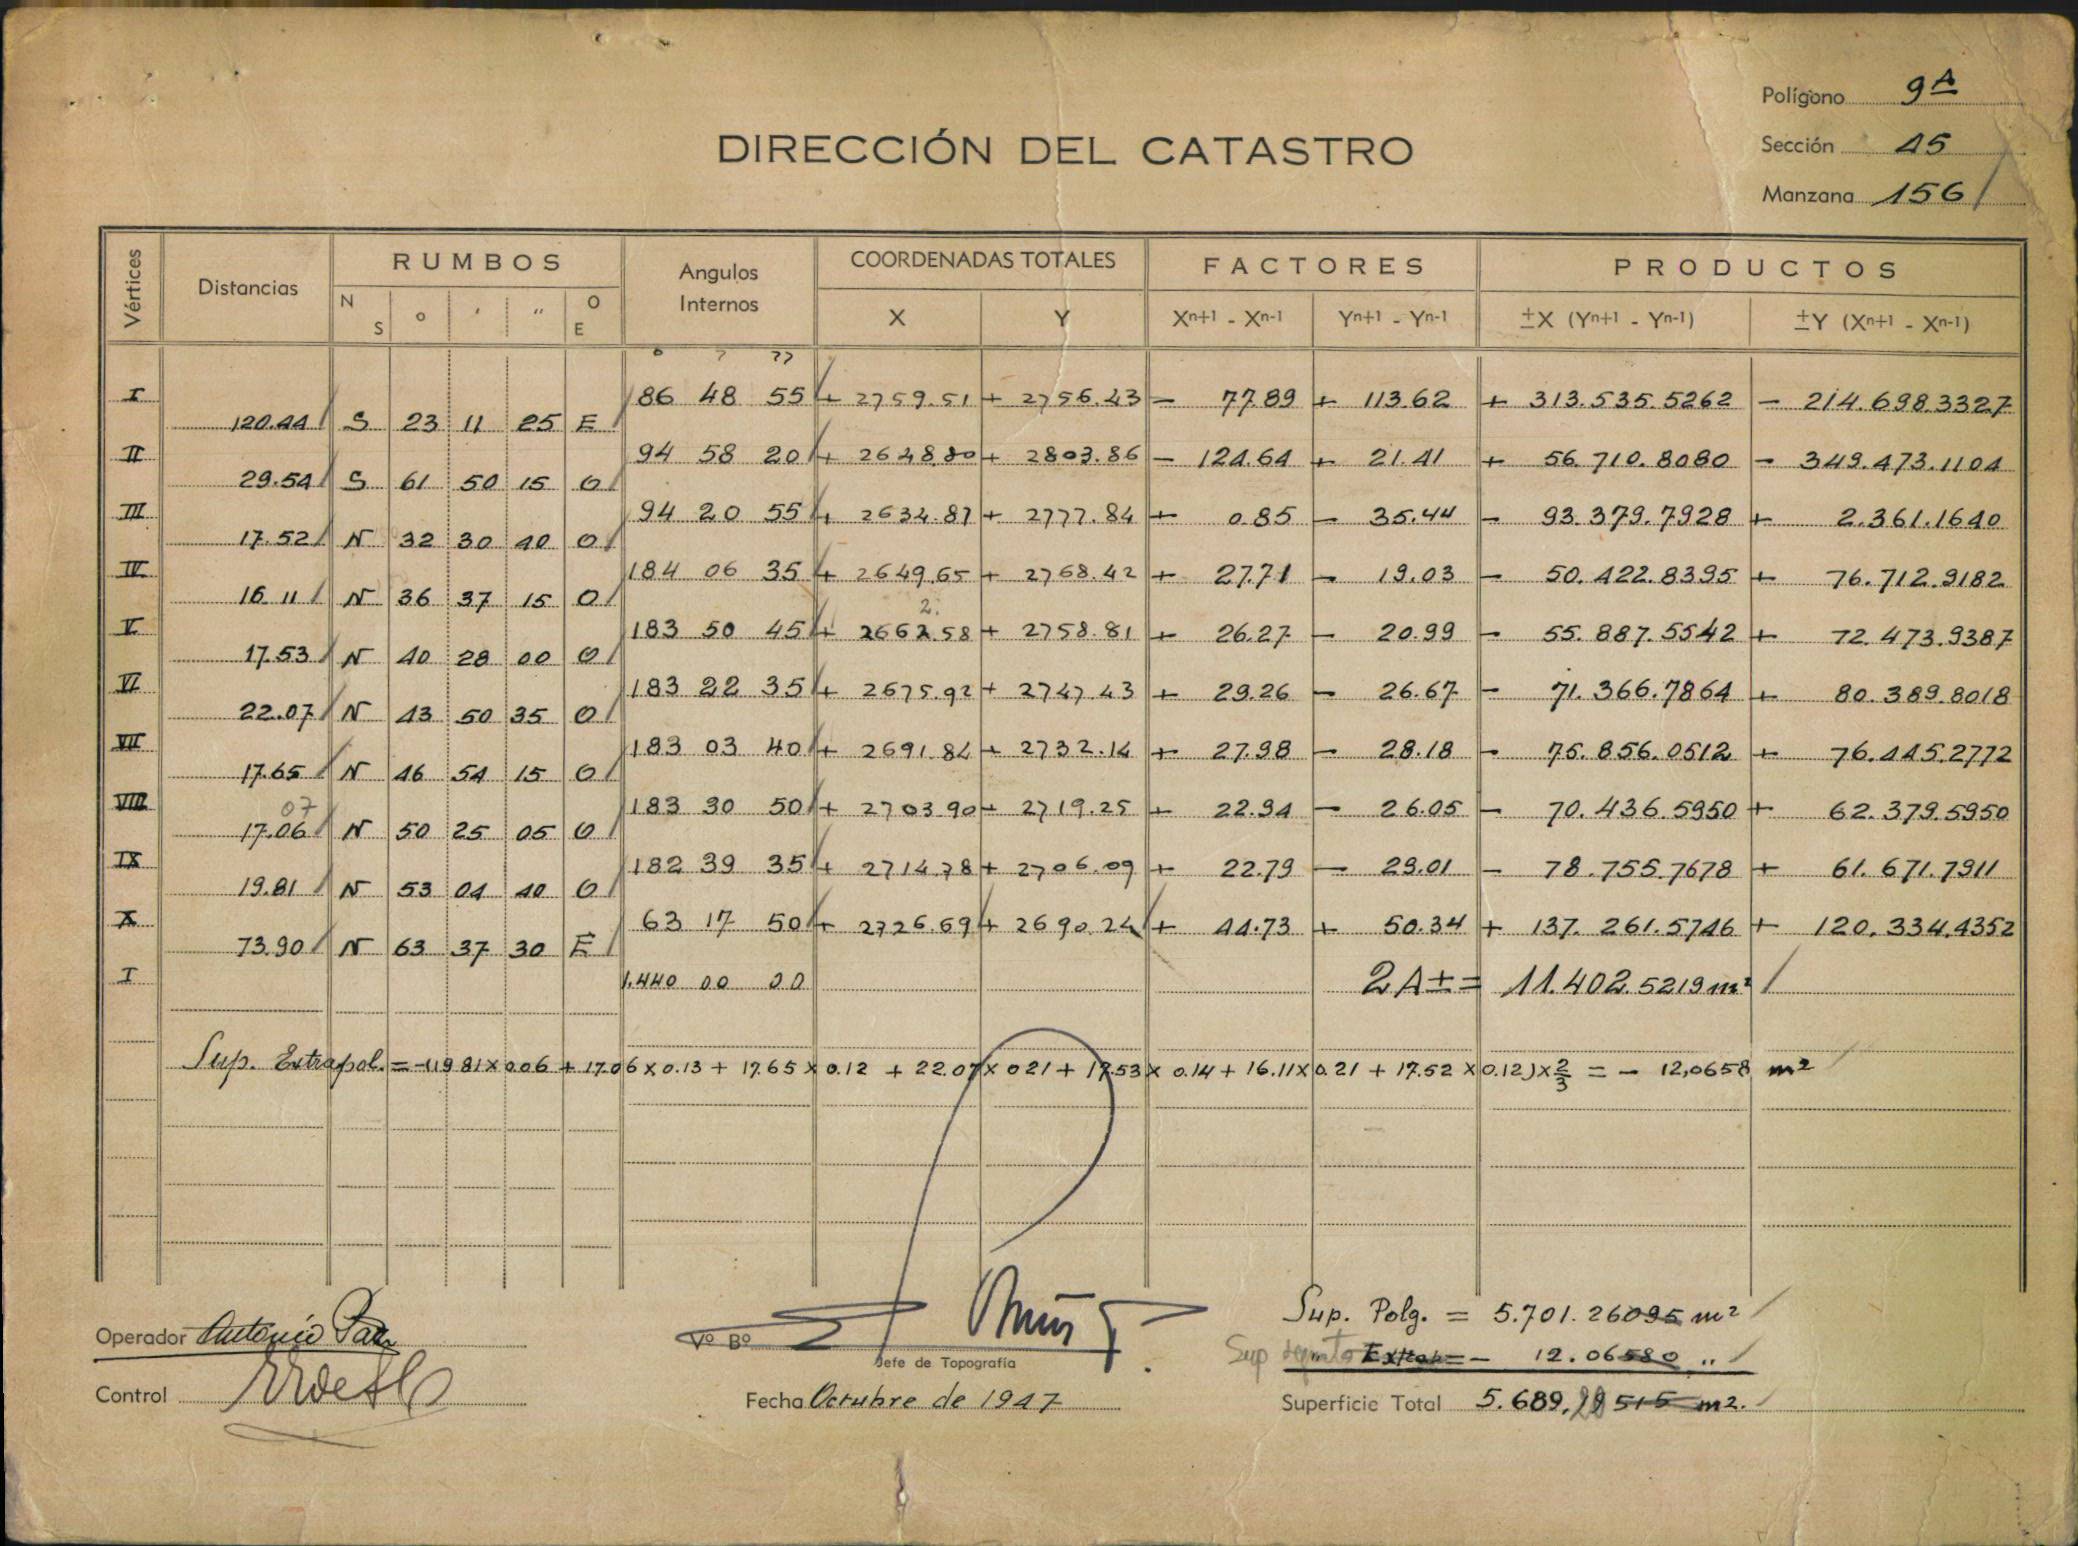 Polígono 9A
Sección 45
Manzana 156
DIRECCIÓN DEL CATASTRO
Vértices Distancias RUMBOS Angulos Internos COORDENADAS TOTALES FACTORES PRODUCTOS
N S o ′ ″ O E X Y Xn+1 - Xn-1 Yn+1 - Yn-1 ±X (Yn+1 - Yn-1) ±Y (Xn+1 - Xn-1)
o ' ''
I 86 48 55 + 2759.51 + 2756.43 - 77.89 + 113.62 + 313.535.5262 - 214.698.3327
120.44 S 23 11 25 E
II 94 58 20 + 2648.80 + 2803.86 - 124.64 + 21.41 + 56.710.8080 - 349.473.1104
29.54 S 61 50 15 O
III 94 20 55 + 2634.87 + 2777.84 + 0.85 - 35.44 - 93.379.7928 + 2.361.1640
17.52 N 32 30 40 O
IV 184 06 35 + 2649.65 + 2768.42 + 27.71 - 19.03 - 50.422.8395 + 76.712.9182
16.11 N 36 37 15 O
2.
V 183 50 45 + 2662.58 + 2758.81 + 26.27 - 20.99 - 55.887.5542 + 72.473.9387
17.53 N 40 28 00 O
VI 183 22 35 + 2675.92 + 2747.43 + 29.26 - 26.67 - 71.366.7864 + 80.389.8018
22.07 N 43 50 35 O
VII 183 03 40 + 2691.84 + 2732.14 + 27.98 - 28.18 - 75.856.0512 + 76.445.2772
17.65 N 46 54 15 O
VIII 183 30 50 + 2703.90 + 2719.25 + 22.94 - 26.05 - 70.436.5950 + 62.379.5950
07
17.06 N 50 25 05 O
IX 182 39 35 + 2714.78 + 2706.09 + 22.79 - 29.01 - 78.755.7678 + 61.671.7911
19.81 N 53 04 40 O
X 63 17 50 + 2726.69 + 2690.24 + 44.73 + 50.34 + 137.261.5746 + 120.334.4352
73.90 N 63 37 30 E
I 1.440 00 00 2A± = 11.402.5219 m²
Sup. Extrapol. = -(19.81 x 0.06 + 17.06 x 0.13 + 17.65 x 0.12 + 22.07 x 0.21 + 17.53 x 0.14 + 16.11 x 0.21 + 17.52 x 0.12) x 2/3 = - 12,0658 m²
Sup. Polg. = 5.701.26095 m²
Operador Antonio Paz
Vº Bº
Sup Extrap = - 12.06580 "
Jefe de Topografía
Control
Fecha Octubre de 1947
Superficie Total 5.689, 19515 m².